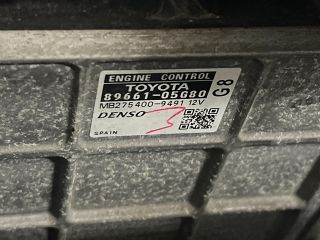 ENGINE CONTROL
TOYOTA
89661-05G80
G8
MB275400-9491 12V
DENSO
SPAIN